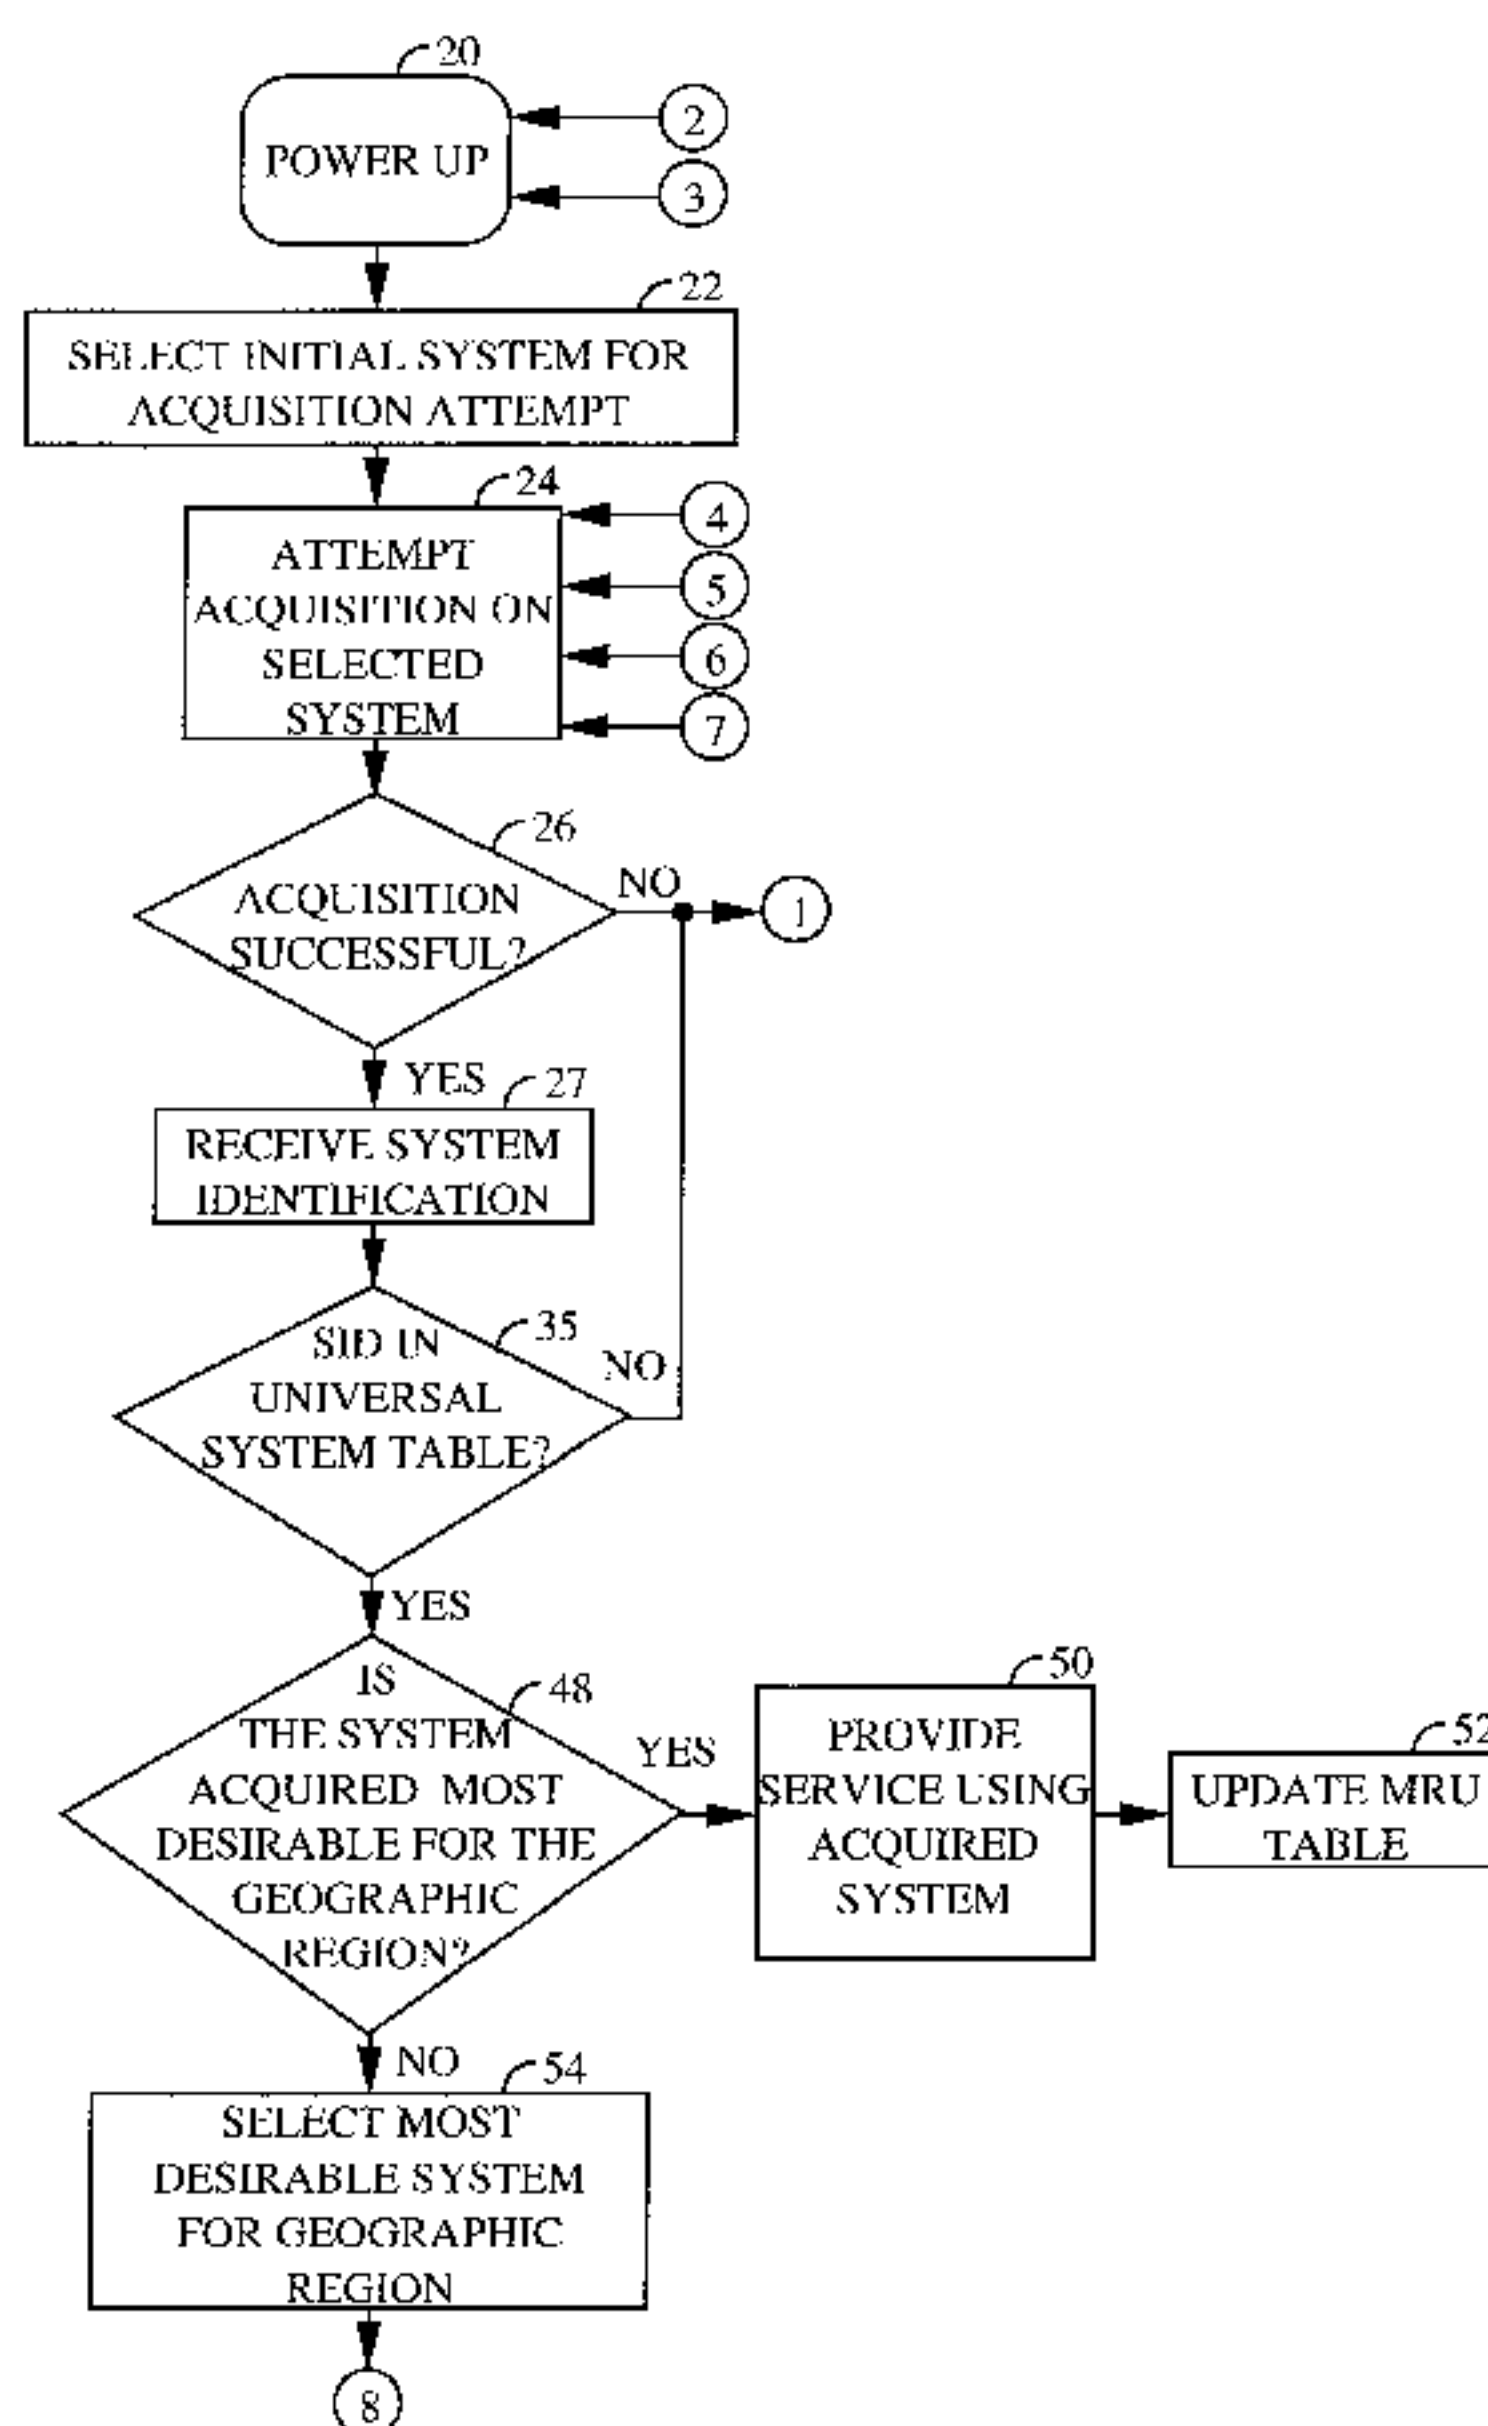 20
POWER UP
2
3
22
SELECT INITIAL SYSTEM FOR
ACQUISITION ATTEMPT
24
ATTEMPT
ACQUISITION ON
SELECTED
SYSTEM
4
5
6
7
26
ACQUISITION
SUCCESSFUL?
NO
1
YES
27
RECEIVE SYSTEM
IDENTIFICATION
35
SID IN
UNIVERSAL
SYSTEM TABLE?
NO
YES
48
IS
THE SYSTEM
ACQUIRED MOST
DESIRABLE FOR THE
GEOGRAPHIC
REGION?
YES
50
PROVIDE
SERVICE USING
ACQUIRED
SYSTEM
52
UPDATE MRU
TABLE
NO
54
SELECT MOST
DESIRABLE SYSTEM
FOR GEOGRAPHIC
REGION
8